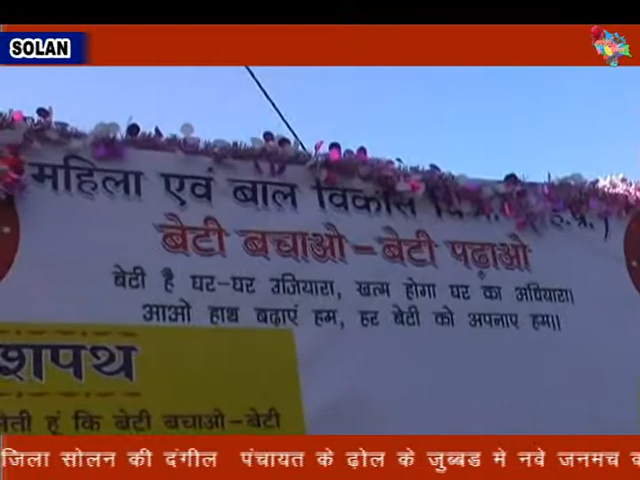 SOLAN
महिला एवं बाल विकास
बेटी बचाओ-बेटी पढ़ाओ
बेटी है घर-घर उजियारा, खत्म होगा घर का अधियारा।
आओ हाथ बढ़ाएं हम, हर बेटी को अपनाए हम॥
शपथ
हूं कि बेटी बचाओ-बेटी
जिला सोलन की दंगील पंचायत के ढ़ोल के जुब्बड मे नवे जनमच